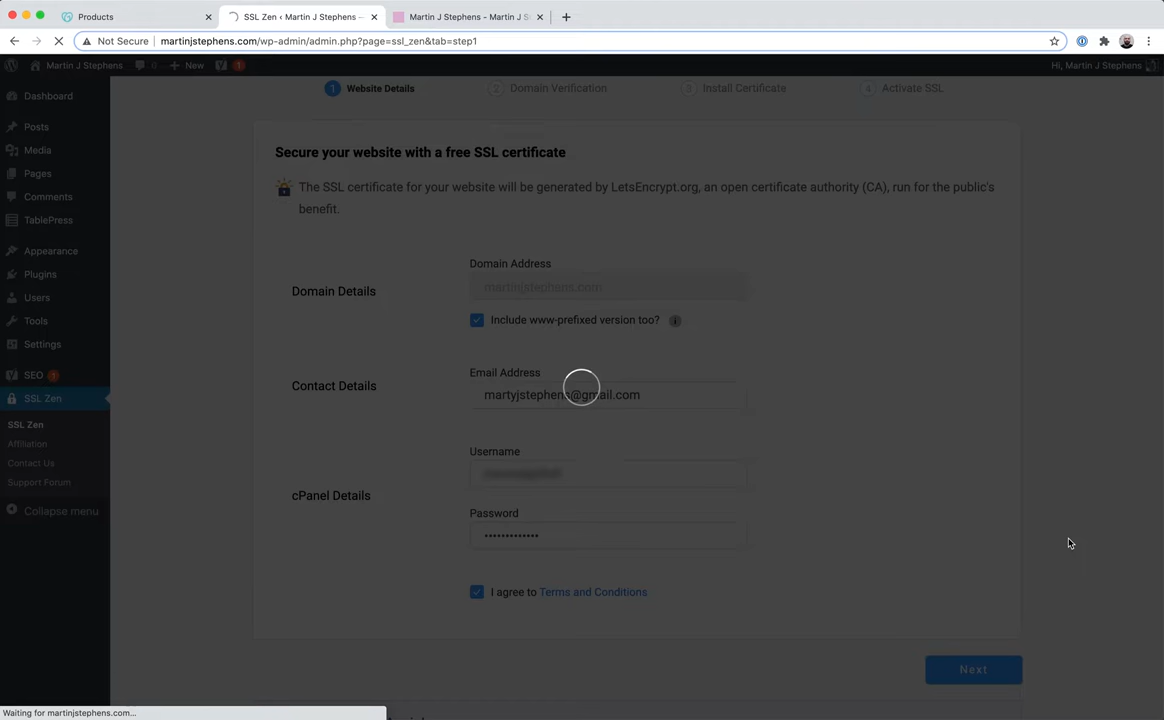 Products
SSL Zen ‹ Martin J Stephens —
Martin J Stephens - Martin J S
Not Secure | martinjstephens.com/wp-admin/admin.php?page=ssl_zen&tab=step1
Martin J Stephens 0 + New 1
Hi, Martin J Stephens
Dashboard
Posts
Media
Pages
Comments
TablePress
Appearance
Plugins
Users
Tools
Settings
SEO 1
SSL Zen
SSL Zen
Affiliation
Contact Us
Support Forum
Collapse menu
1 Website Details
2 Domain Verification
3 Install Certificate
4 Activate SSL
Secure your website with a free SSL certificate
The SSL certificate for your website will be generated by LetsEncrypt.org, an open certificate authority (CA), run for the public's
benefit.
Domain Details
Domain Address
martinjstephens.com
Include www-prefixed version too? i
Contact Details
Email Address
martyjstephens@gmail.com
cPanel Details
Username
Password
•••••••••••••
I agree to Terms and Conditions
Next
Waiting for martinjstephens.com...